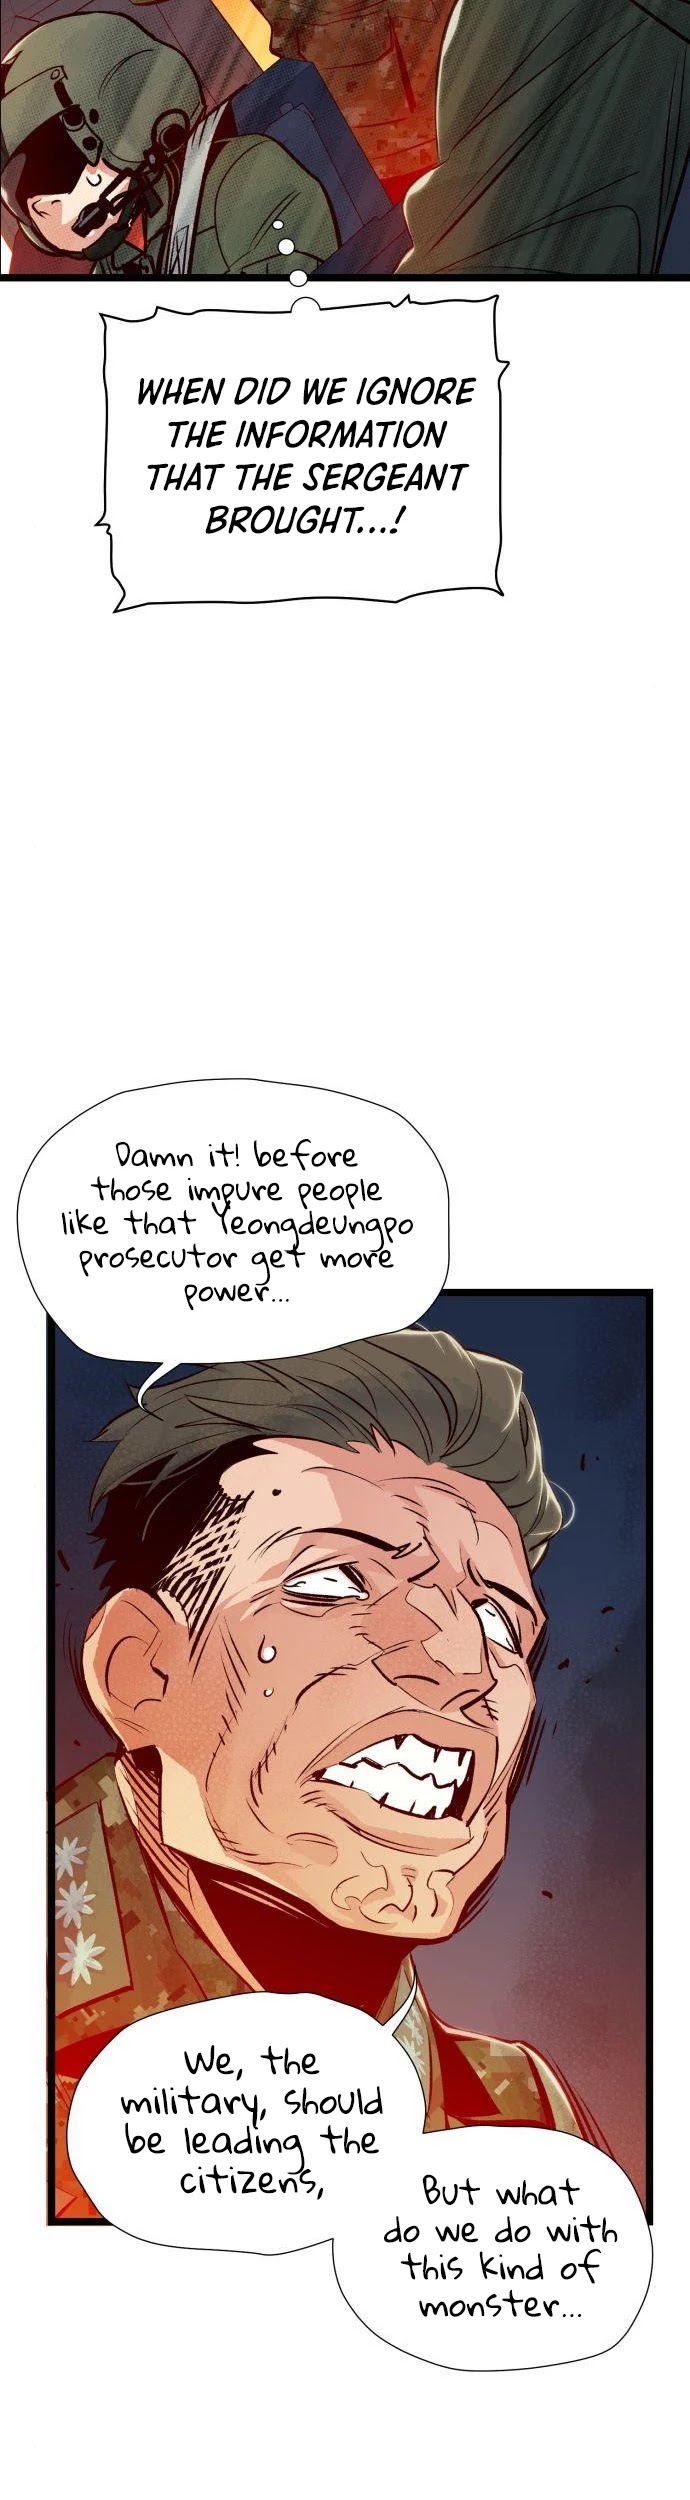 WHEN DID WE IGNORE
THE INFORMATION
THAT THE SERGEANT
BROUGHT...!
Damn it! before
those impure people
like that Yeongdeungpo
prosecutor get more
power...
We, the
military, should
be leading the
citizens,
But what
do we do with
this kind of
monster...